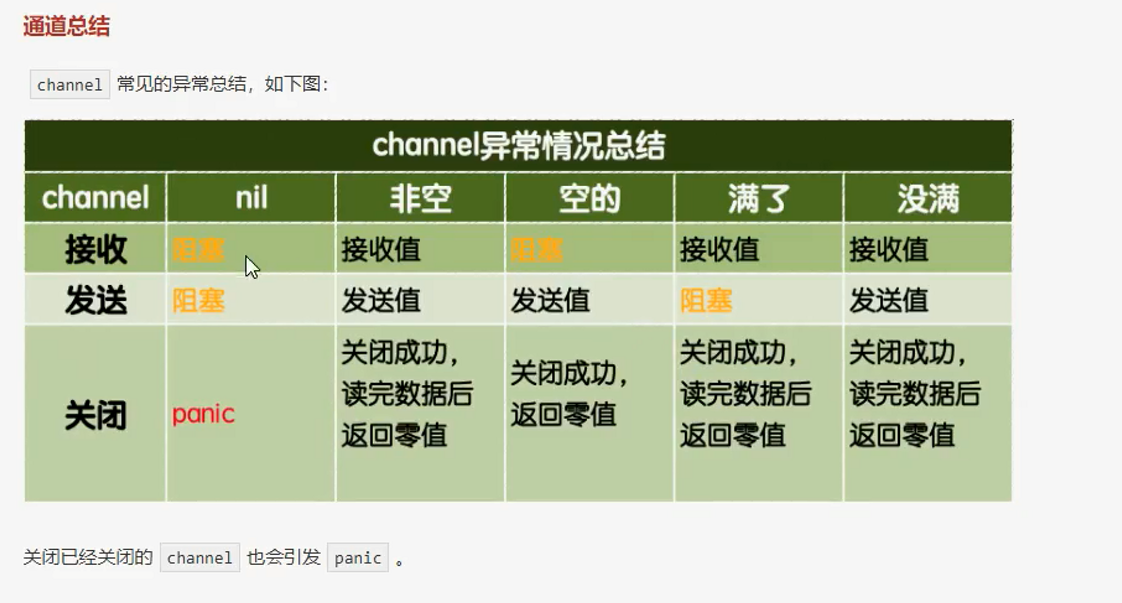 通道总结
channel 常见的异常总结，如下图：
channel异常情况总结
channel nil 非空 空的 满了 没满
接收 阻塞 接收值 阻塞 接收值 接收值
发送 阻塞 发送值 发送值 阻塞 发送值
关闭 panic 关闭成功，读完数据后返回零值 关闭成功，返回零值 关闭成功，读完数据后返回零值 关闭成功，读完数据后返回零值
关闭已经关闭的 channel 也会引发 panic 。